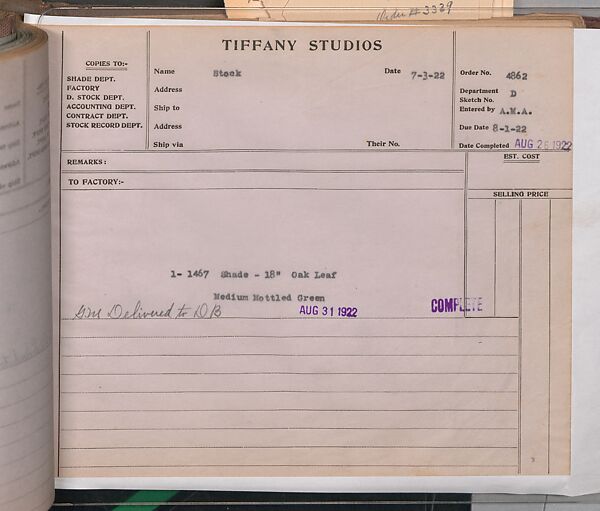 Order # 3339
TIFFANY STUDIOS
COPIES TO:-
SHADE DEPT.
FACTORY
D. STOCK DEPT.
ACCOUNTING DEPT.
CONTRACT DEPT.
STOCK RECORD DEPT.
Name Stock Date 7-3-22
Address
Ship to
Address
Ship via Their No.
Order No. 4862
Department D
Sketch No.
Entered by A.M.A.
Due Date 8-1-22
Date Completed AUG 26 1922
REMARKS:
EST. COST
TO FACTORY:-
SELLING PRICE
1- 1467 Shade - 18" Oak Leaf
Medium Mottled Green
Delivered to DB AUG 31 1922 COMPLETE